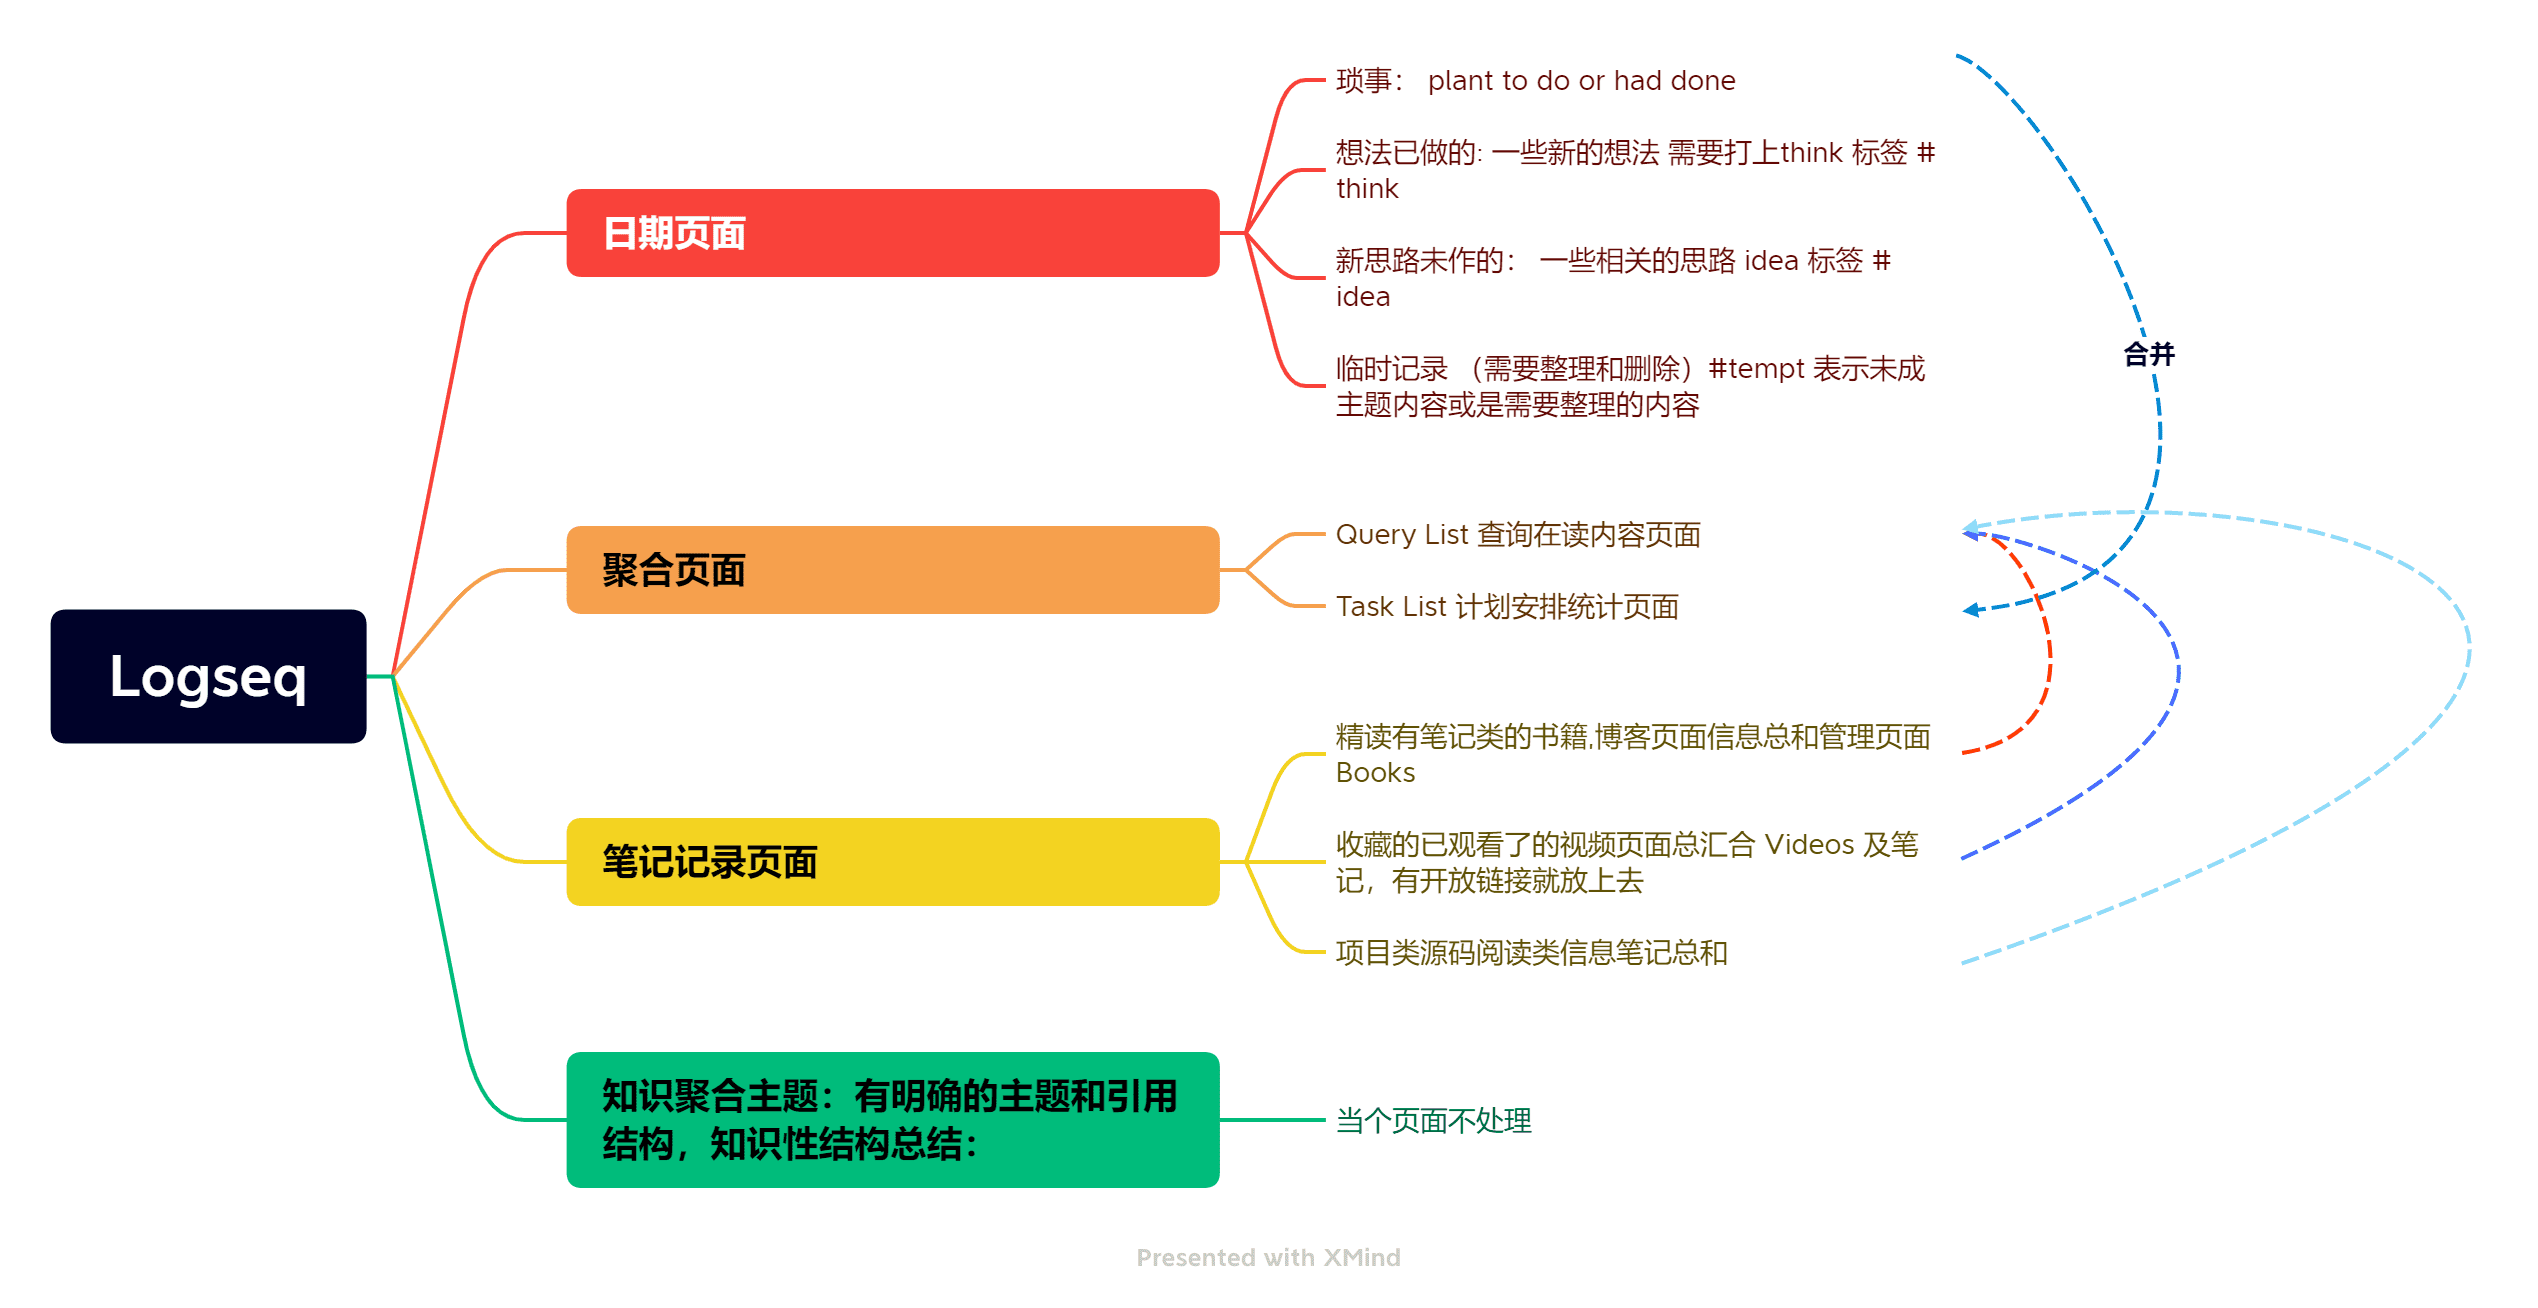 Logseq
日期页面
琐事： plant to do or had done
想法已做的: 一些新的想法 需要打上think 标签 #
think
新思路未作的： 一些相关的思路 idea 标签 #
idea
临时记录 （需要整理和删除）#tempt 表示未成
主题内容或是需要整理的内容
合并
聚合页面
Query List 查询在读内容页面
Task List 计划安排统计页面
笔记记录页面
精读有笔记类的书籍,博客页面信息总和管理页面
Books
收藏的已观看了的视频页面总汇合 Videos 及笔
记，有开放链接就放上去
项目类源码阅读类信息笔记总和
知识聚合主题：有明确的主题和引用
结构，知识性结构总结：
当个页面不处理
Presented with XMind